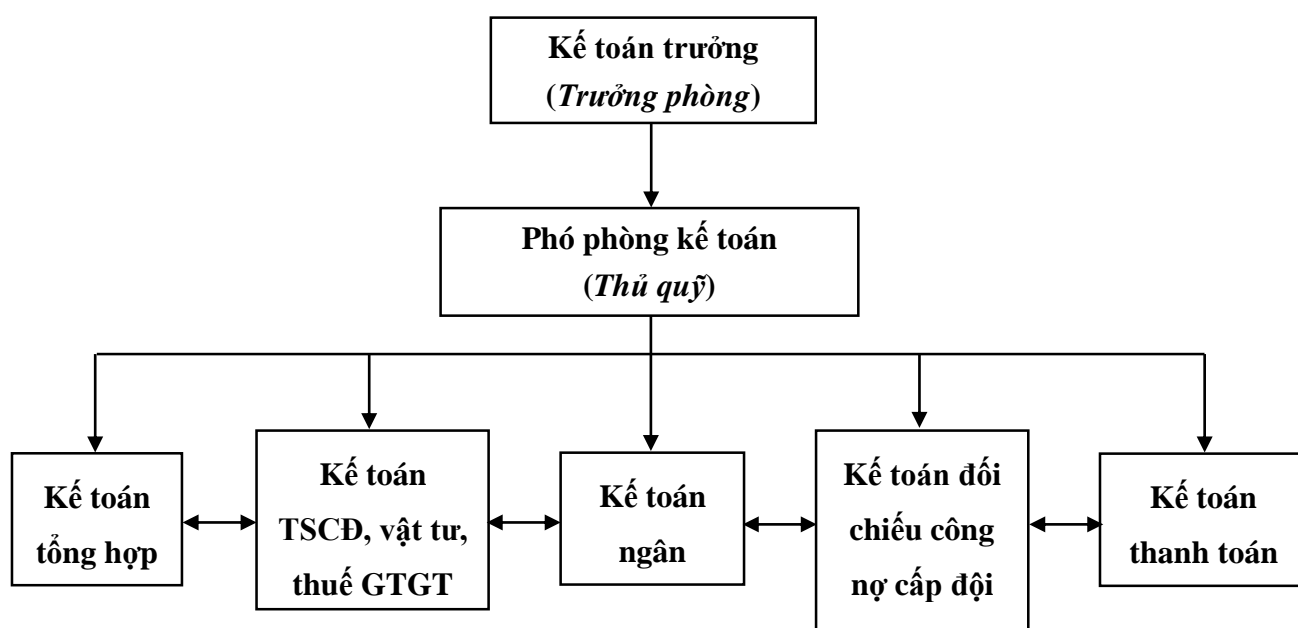 Kế toán trưởng
(Trưởng phòng)
Phó phòng kế toán
(Thủ quỹ)
Kế toán
tổng hợp
Kế toán
TSCĐ, vật tư,
thuế GTGT
Kế toán
ngân
Kế toán đối
chiếu công
nợ cấp đội
Kế toán
thanh toán